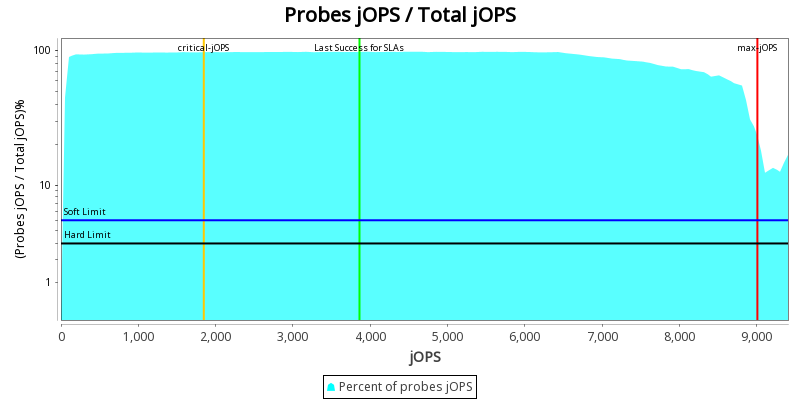 Probes jOPS / Total jOPS
(Probes jOPS / Total jOPS)%
100
10
1
critical-jOPS
Last Success for SLAs
max-jOPS
Soft Limit
Hard Limit
0
1,000
2,000
3,000
4,000
5,000
6,000
7,000
8,000
9,000
jOPS
Percent of probes jOPS